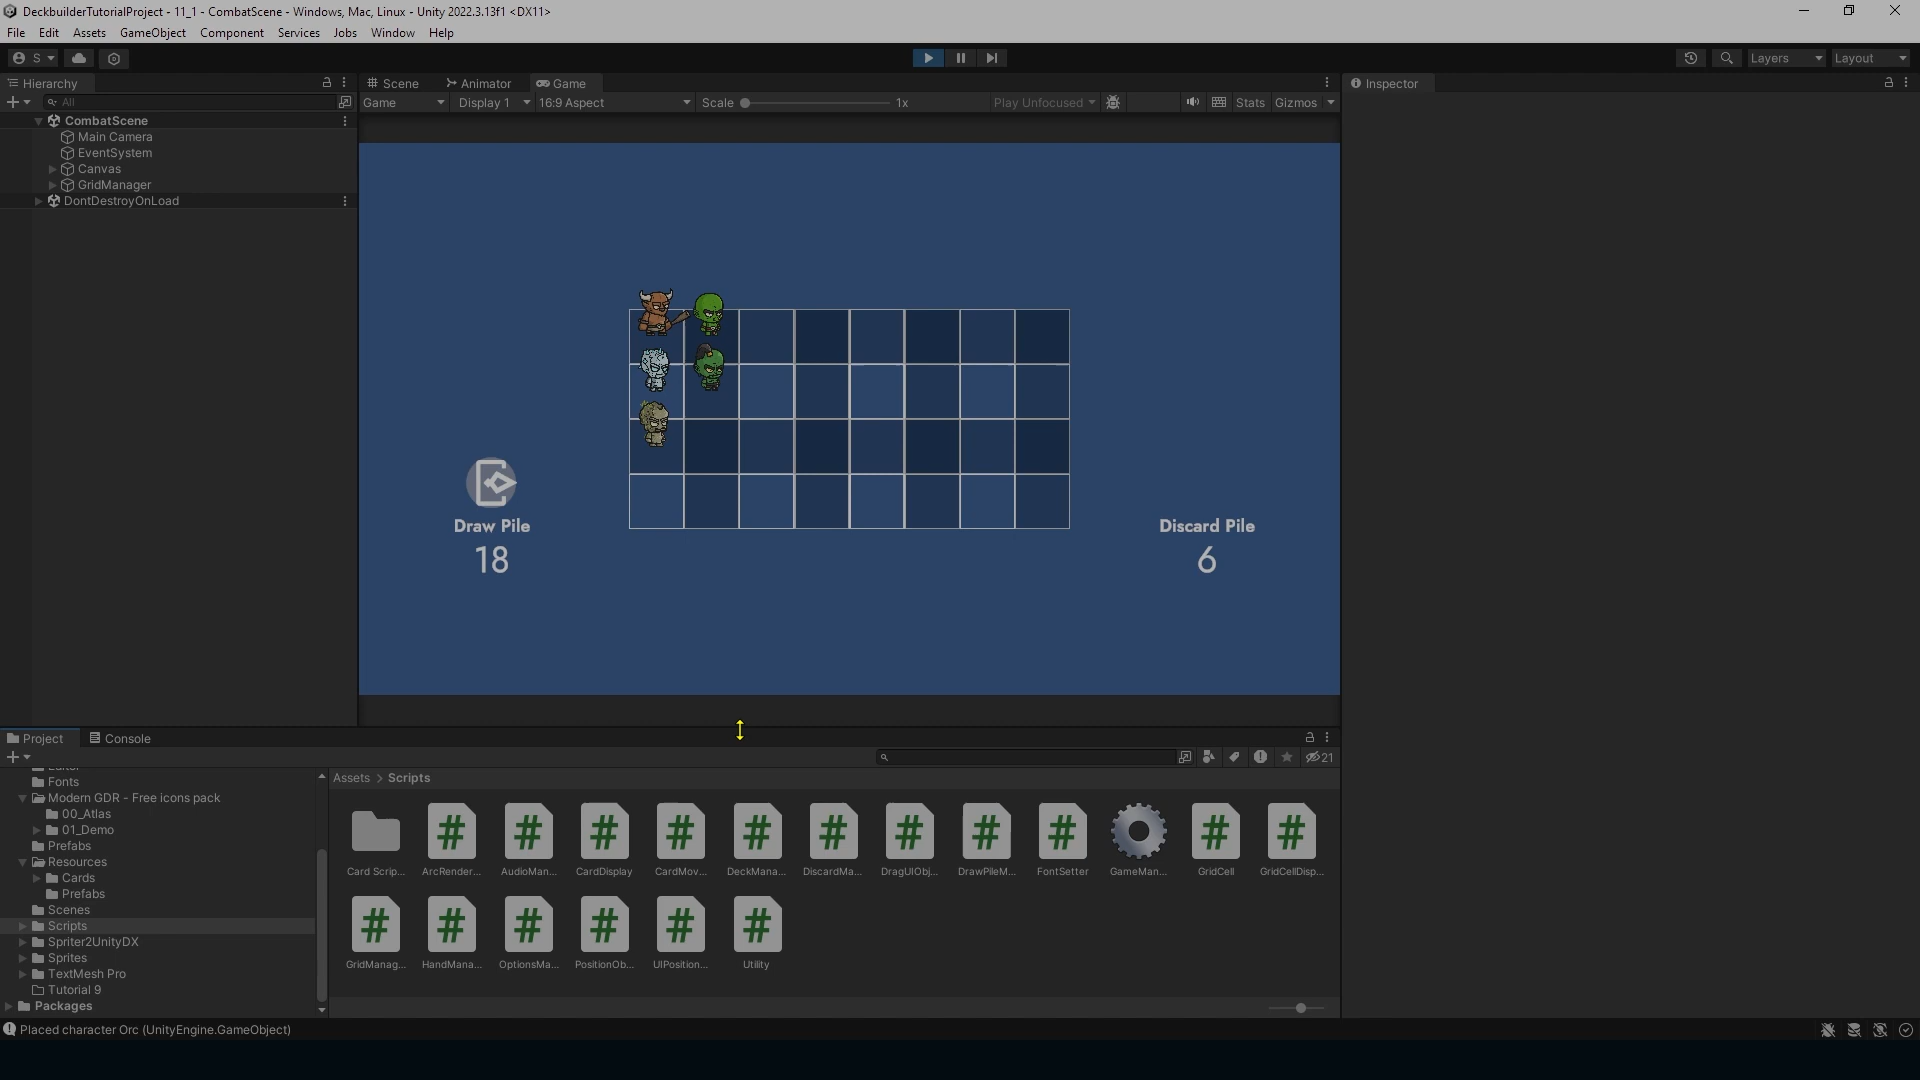 DeckbuilderTutorialProject - 11_1 - CombatScene - Windows, Mac, Linux - Unity 2022.3.13f1 <DX11>
File Edit Assets GameObject Component Services Jobs Window Help
S Layers Layout
Hierarchy Scene Animator Game Inspector
All Game Display 1 16:9 Aspect Scale 1x Play Unfocused Stats Gizmos
CombatScene
Main Camera
EventSystem
Canvas
GridManager
DontDestroyOnLoad
Draw Pile
18
Discard Pile
6
Project Console
21
Fonts
Modern GDR - Free icons pack
00_Atlas
01_Demo
Prefabs
Resources
Cards
Prefabs
Scenes
Scripts
Spriter2UnityDX
Sprites
TextMesh Pro
Tutorial 9
Packages
Assets > Scripts
Card Scrip... ArcRender... AudioMan... CardDisplay CardMov... DeckMana... DiscardMa... DragUIObj... DrawPileM... FontSetter GameMan... GridCell GridCellDisp...
GridManag... HandMana... OptionsMa... PositionOb... UIPosition... Utility
Placed character Orc (UnityEngine.GameObject)